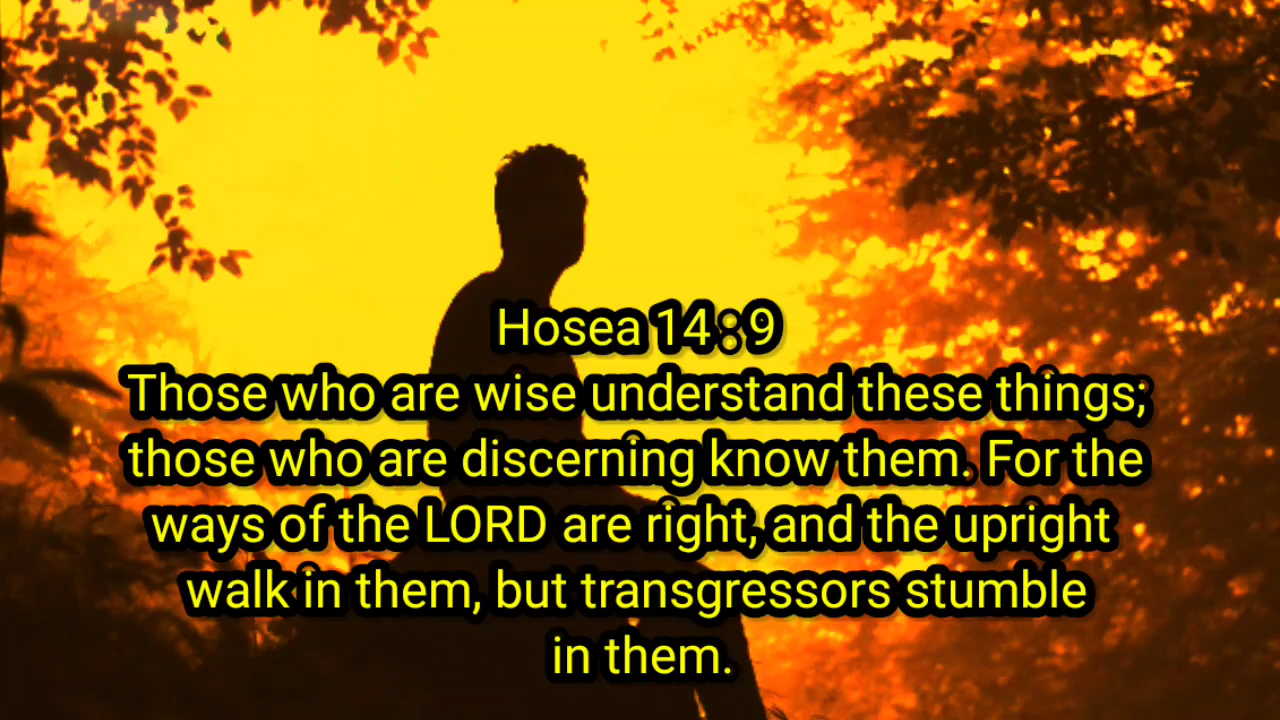 Hosea 14:9
Those who are wise understand these things;
those who are discerning know them. For the
ways of the LORD are right, and the upright
walk in them, but transgressors stumble
in them.